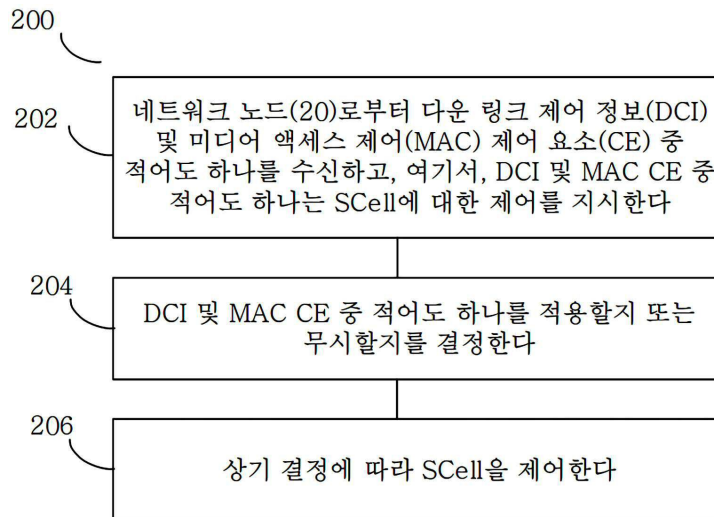 200
202
네트워크 노드(20)로부터 다운 링크 제어 정보(DCI)
및 미디어 액세스 제어(MAC) 제어 요소(CE) 중
적어도 하나를 수신하고, 여기서, DCI 및 MAC CE 중
적어도 하나는 SCell에 대한 제어를 지시한다
204
DCI 및 MAC CE 중 적어도 하나를 적용할지 또는
무시할지를 결정한다
206
상기 결정에 따라 SCell을 제어한다